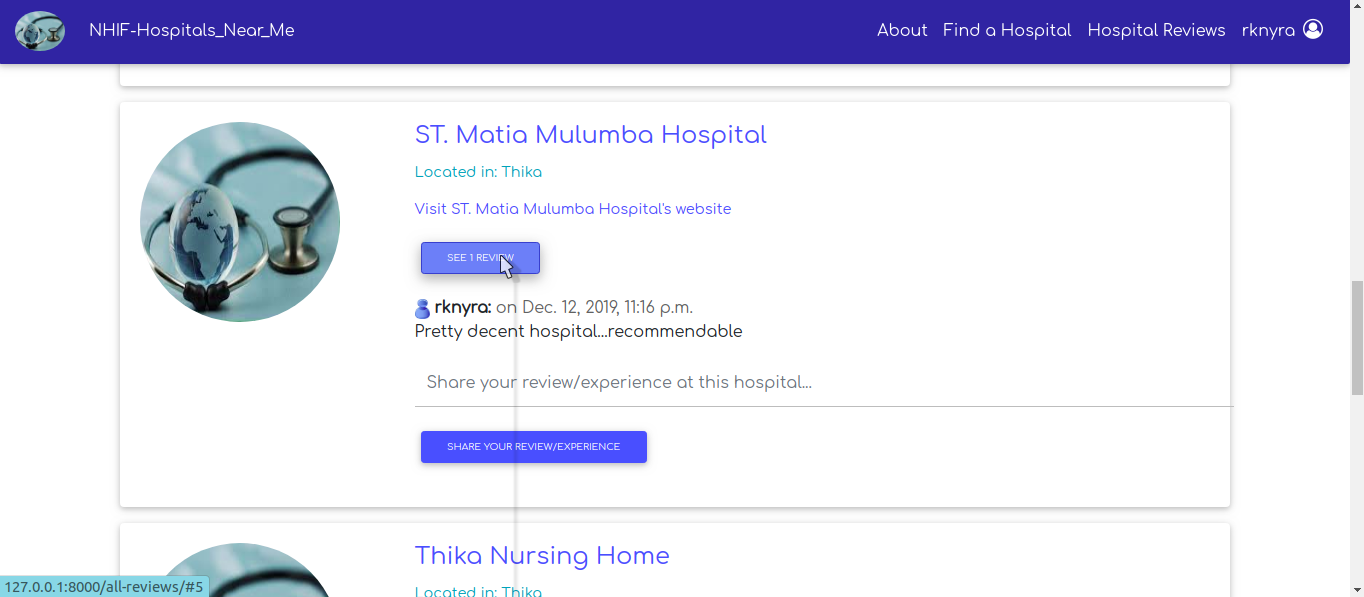 NHIF-Hospitals_Near_Me
About Find a Hospital Hospital Reviews rknyra
ST. Matia Mulumba Hospital
Located in: Thika
Visit ST. Matia Mulumba Hospital's website
SEE 1 REVIEW
rknyra: on Dec. 12, 2019, 11:16 p.m.
Pretty decent hospital...recommendable
Share your review/experience at this hospital...
SHARE YOUR REVIEW/EXPERIENCE
Thika Nursing Home
Located in: Thika
127.0.0.1:8000/all-reviews/#5